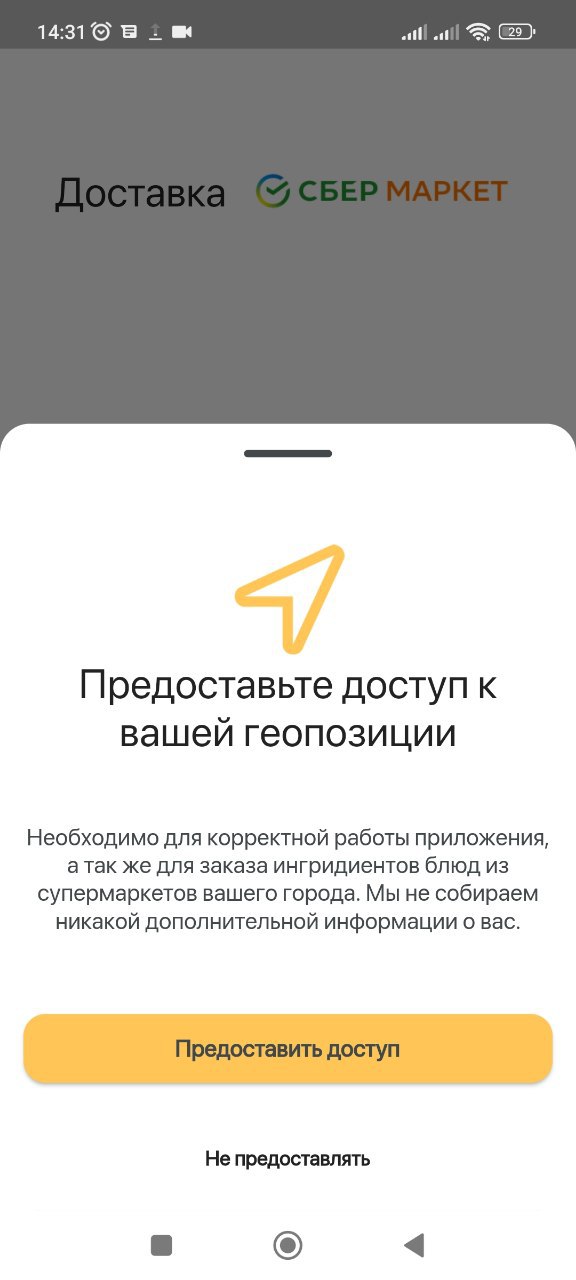 14:31 29
Доставка СБЕР МАРКЕТ
Предоставьте доступ к
вашей геопозиции
Необходимо для корректной работы приложения,
а так же для заказа ингридиентов блюд из
супермаркетов вашего города. Мы не собираем
никакой дополнительной информации о вас.
Предоставить доступ
Не предоставлять